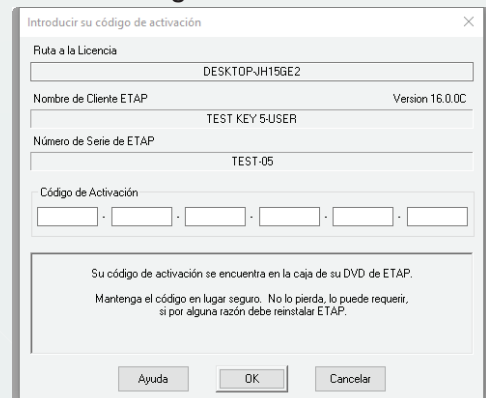 Introducir su código de activación
Ruta a la Licencia
DESKTOP-JH15GE2
Nombre de Cliente ETAP Version 16.0.0C
TEST KEY 5-USER
Número de Serie de ETAP
TEST-05
Código de Activación
- - - - -
Su código de activación se encuentra en la caja de su DVD de ETAP.
Mantenga el código en lugar seguro. No lo pierda, lo puede requerir,
si por alguna razón debe reinstalar ETAP.
Ayuda OK Cancelar